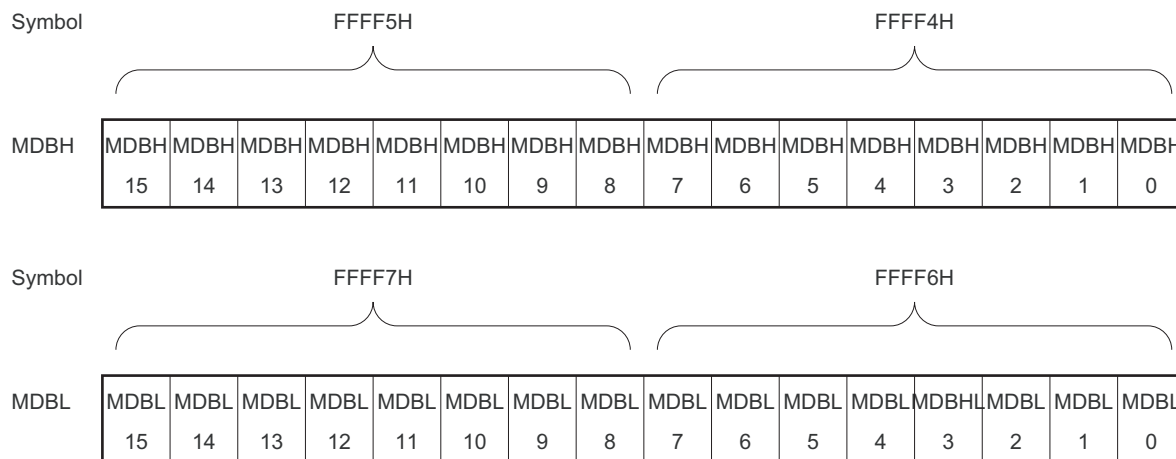 Symbol FFFF5H FFFF4H
MDBH MDBH MDBH MDBH MDBH MDBH MDBH MDBH MDBH MDBH MDBH MDBH MDBH MDBH MDBH MDBH MDBH
15 14 13 12 11 10 9 8 7 6 5 4 3 2 1 0
Symbol FFFF7H FFFF6H
MDBL MDBL MDBL MDBL MDBL MDBL MDBL MDBL MDBL MDBL MDBL MDBL MDBL MDBHL MDBL MDBL MDBL
15 14 13 12 11 10 9 8 7 6 5 4 3 2 1 0